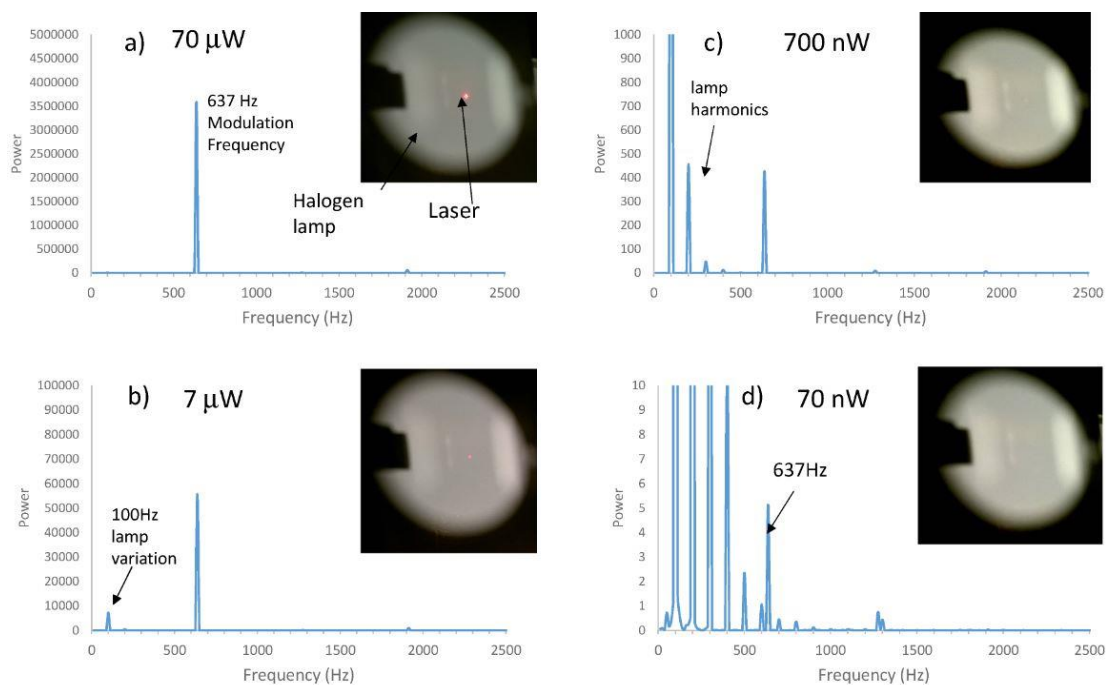 a) 70 μW
5000000
4500000
4000000
3500000
3000000
2500000
2000000
1500000
1000000
500000
0
Power
637 Hz
Modulation
Frequency
Halogen
lamp
Laser
0 500 1000 1500 2000 2500
Frequency (Hz)
c) 700 nW
1000
900
800
700
600
500
400
300
200
100
0
Power
lamp
harmonics
0 500 1000 1500 2000 2500
Frequency (Hz)
b) 7 μW
100000
90000
80000
70000
60000
50000
40000
30000
20000
10000
0
Power
100Hz
lamp
variation
0 500 1000 1500 2000 2500
Frequency (Hz)
d) 70 nW
10
9
8
7
6
5
4
3
2
1
0
Power
637Hz
0 500 1000 1500 2000 2500
Frequency (Hz)